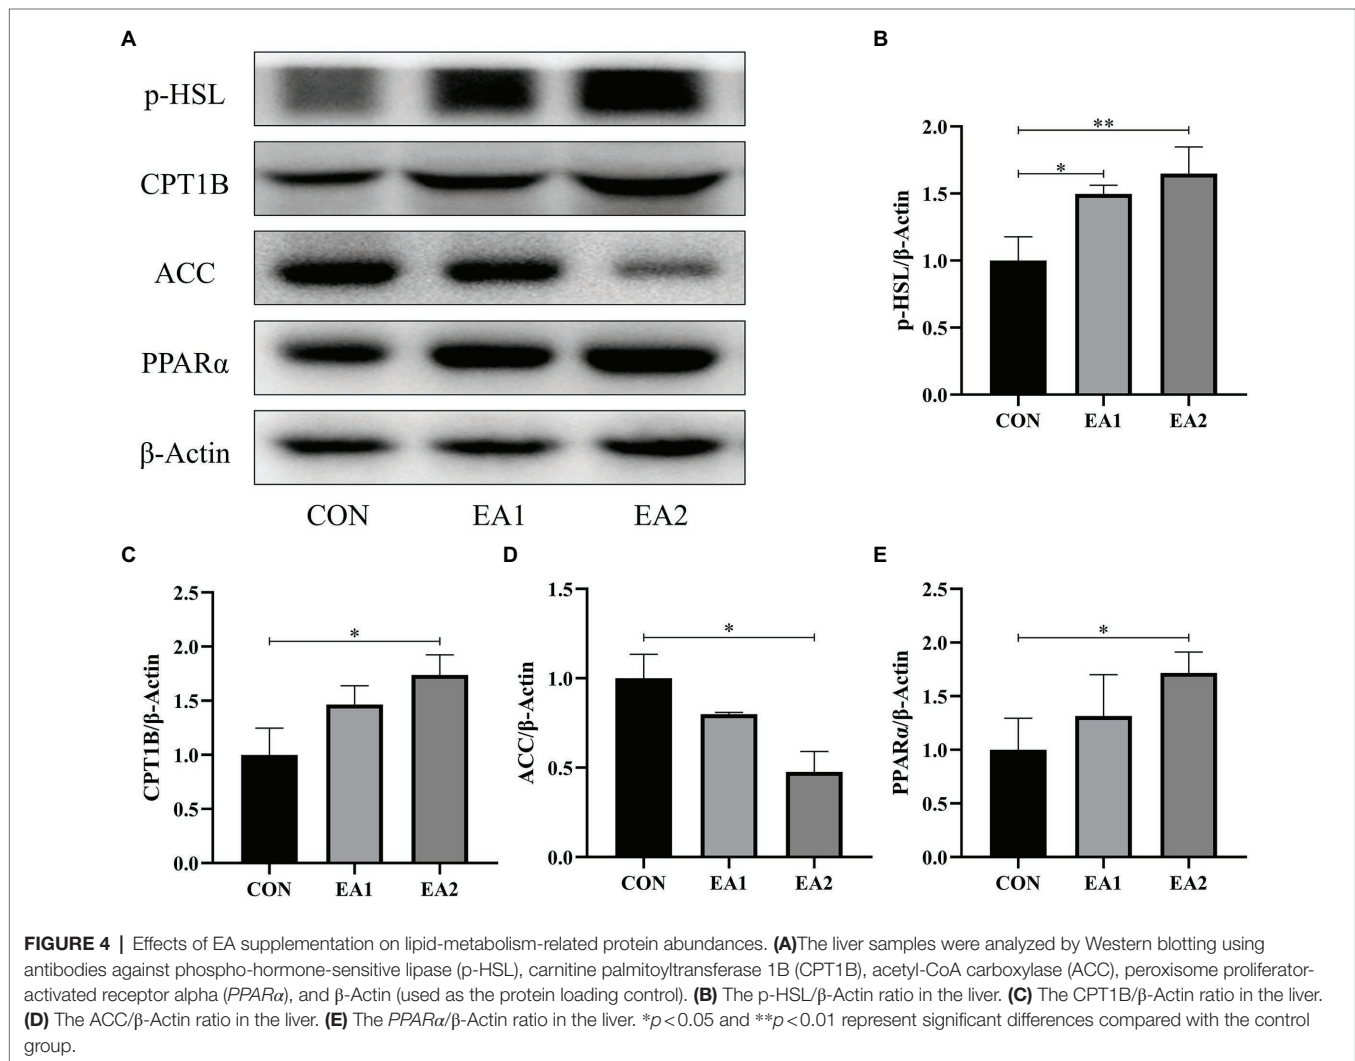 A
p-HSL
CPT1B
ACC
PPARα
β-Actin
CON EA1 EA2
B
p-HSL/β-Actin
2.0
1.5
1.0
0.5
0.0
**
*
CON EA1 EA2
C
CPT1B/β-Actin
2.5
2.0
1.5
1.0
0.5
0.0
*
CON EA1 EA2
D
ACC/β-Actin
1.5
1.0
0.5
0.0
*
CON EA1 EA2
E
PPARα/β-Actin
2.5
2.0
1.5
1.0
0.5
0.0
*
CON EA1 EA2
FIGURE 4 | Effects of EA supplementation on lipid-metabolism-related protein abundances. (A)The liver samples were analyzed by Western blotting using
antibodies against phospho-hormone-sensitive lipase (p-HSL), carnitine palmitoyltransferase 1B (CPT1B), acetyl-CoA carboxylase (ACC), peroxisome proliferator-
activated receptor alpha (PPARα), and β-Actin (used as the protein loading control). (B) The p-HSL/β-Actin ratio in the liver. (C) The CPT1B/β-Actin ratio in the liver.
(D) The ACC/β-Actin ratio in the liver. (E) The PPARα/β-Actin ratio in the liver. *p<0.05 and **p<0.01 represent significant differences compared with the control
group.